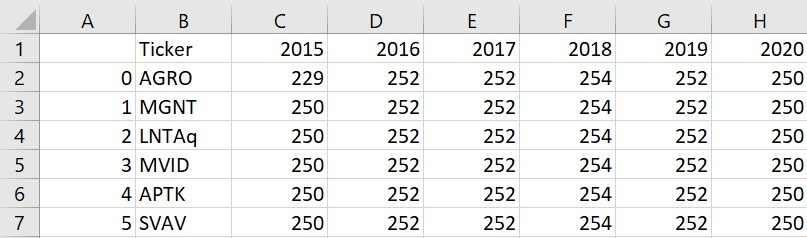 A B C D E F G H
1 Ticker 2015 2016 2017 2018 2019 2020
2 0 AGRO 229 252 252 254 252 250
3 1 MGNT 250 252 252 254 252 250
4 2 LNTAq 250 252 252 254 252 250
5 3 MVID 250 252 252 254 252 250
6 4 APTK 250 252 252 254 252 250
7 5 SVAV 250 252 252 254 252 250